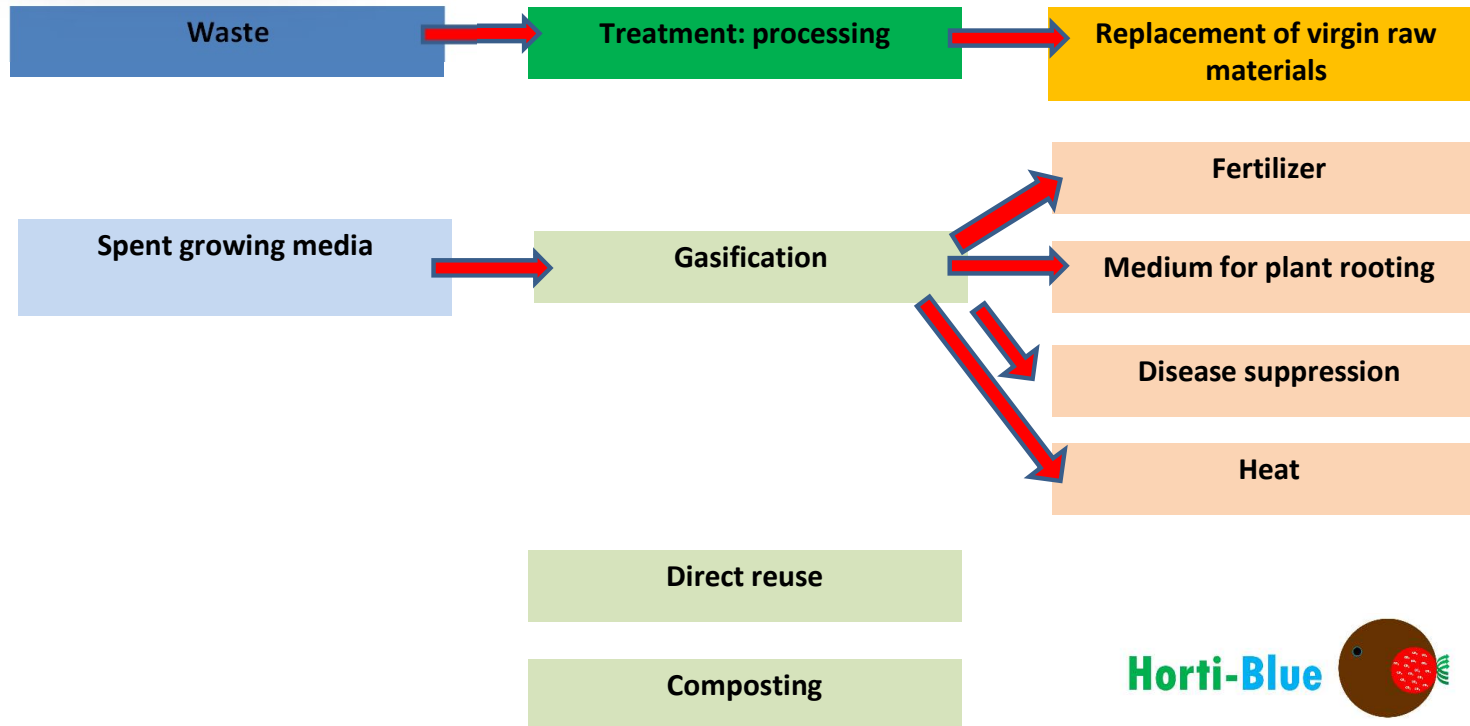 Waste
Treatment: processing
Replacement of virgin raw
materials
Fertilizer
Spent growing media
Gasification
Medium for plant rooting
Disease suppression
Heat
Direct reuse
Composting
Horti-Blue